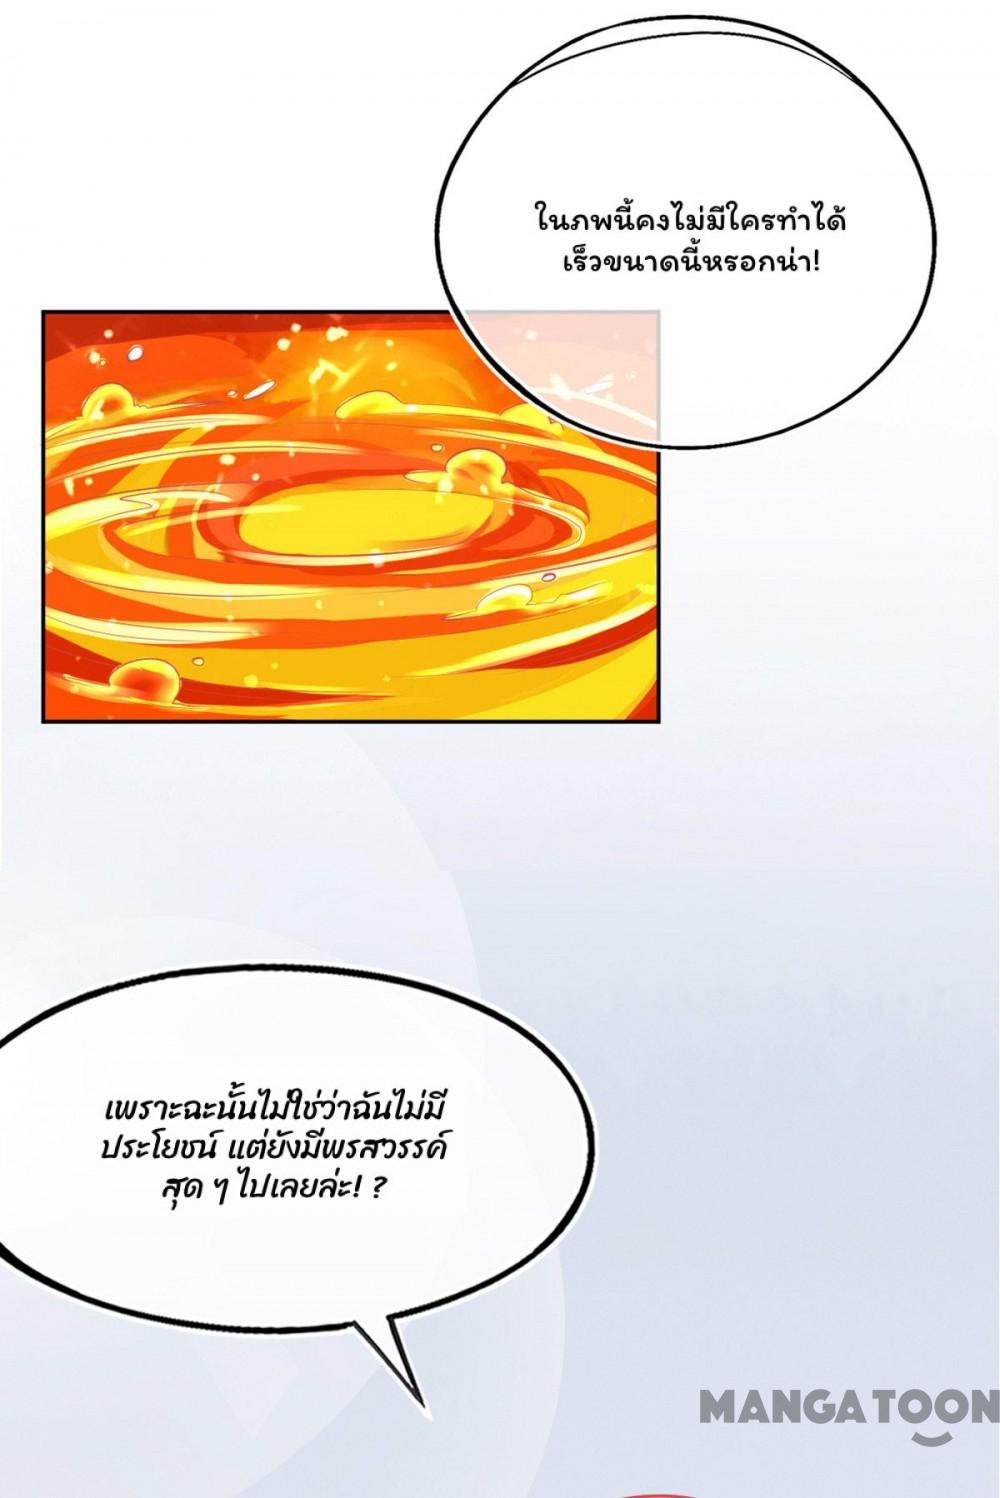 ในภพนี้คงไม่มีใครทำได้
เร็วขนาดนี้หรอกน่า!
เพราะฉะนั้นไม่ใช่ว่าฉันไม่มี
ประโยชน์ แต่ยังมีพรสวรรค์
สุด ๆ ไปเลยล่ะ! ?
MANGATOON